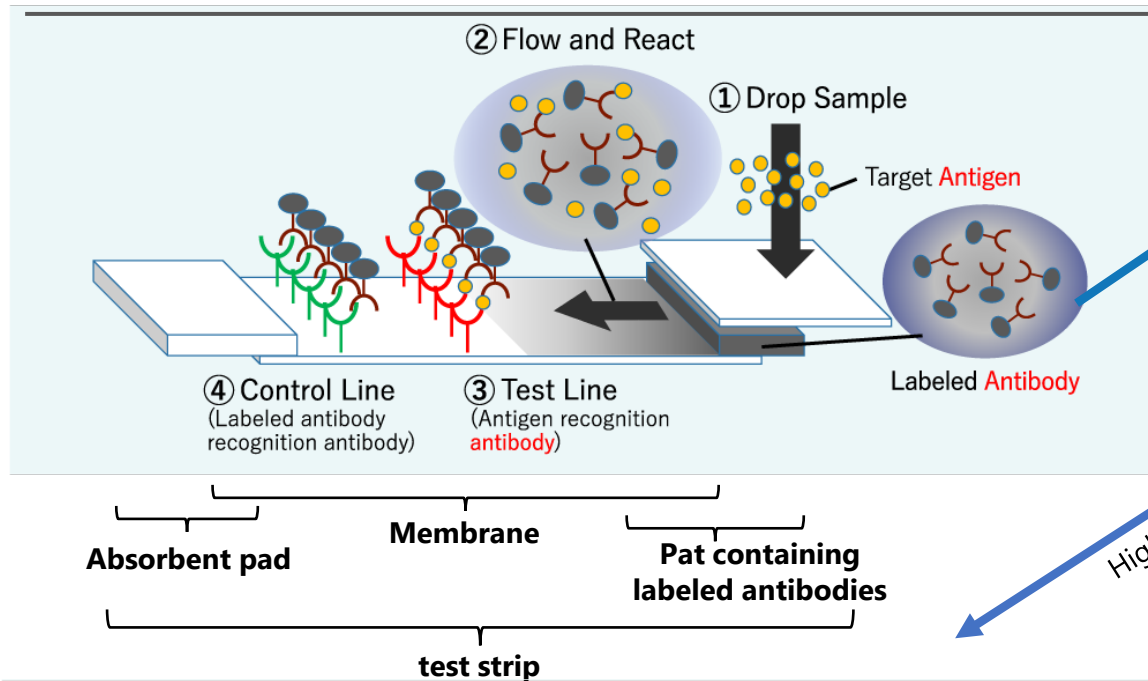 ② Flow and React
① Drop Sample
Target Antigen
Labeled Antibody
④ Control Line
(Labeled antibody
recognition antibody)
③ Test Line
(Antigen recognition
antibody)
Absorbent pad
Membrane
Pat containing
labeled antibodies
test strip